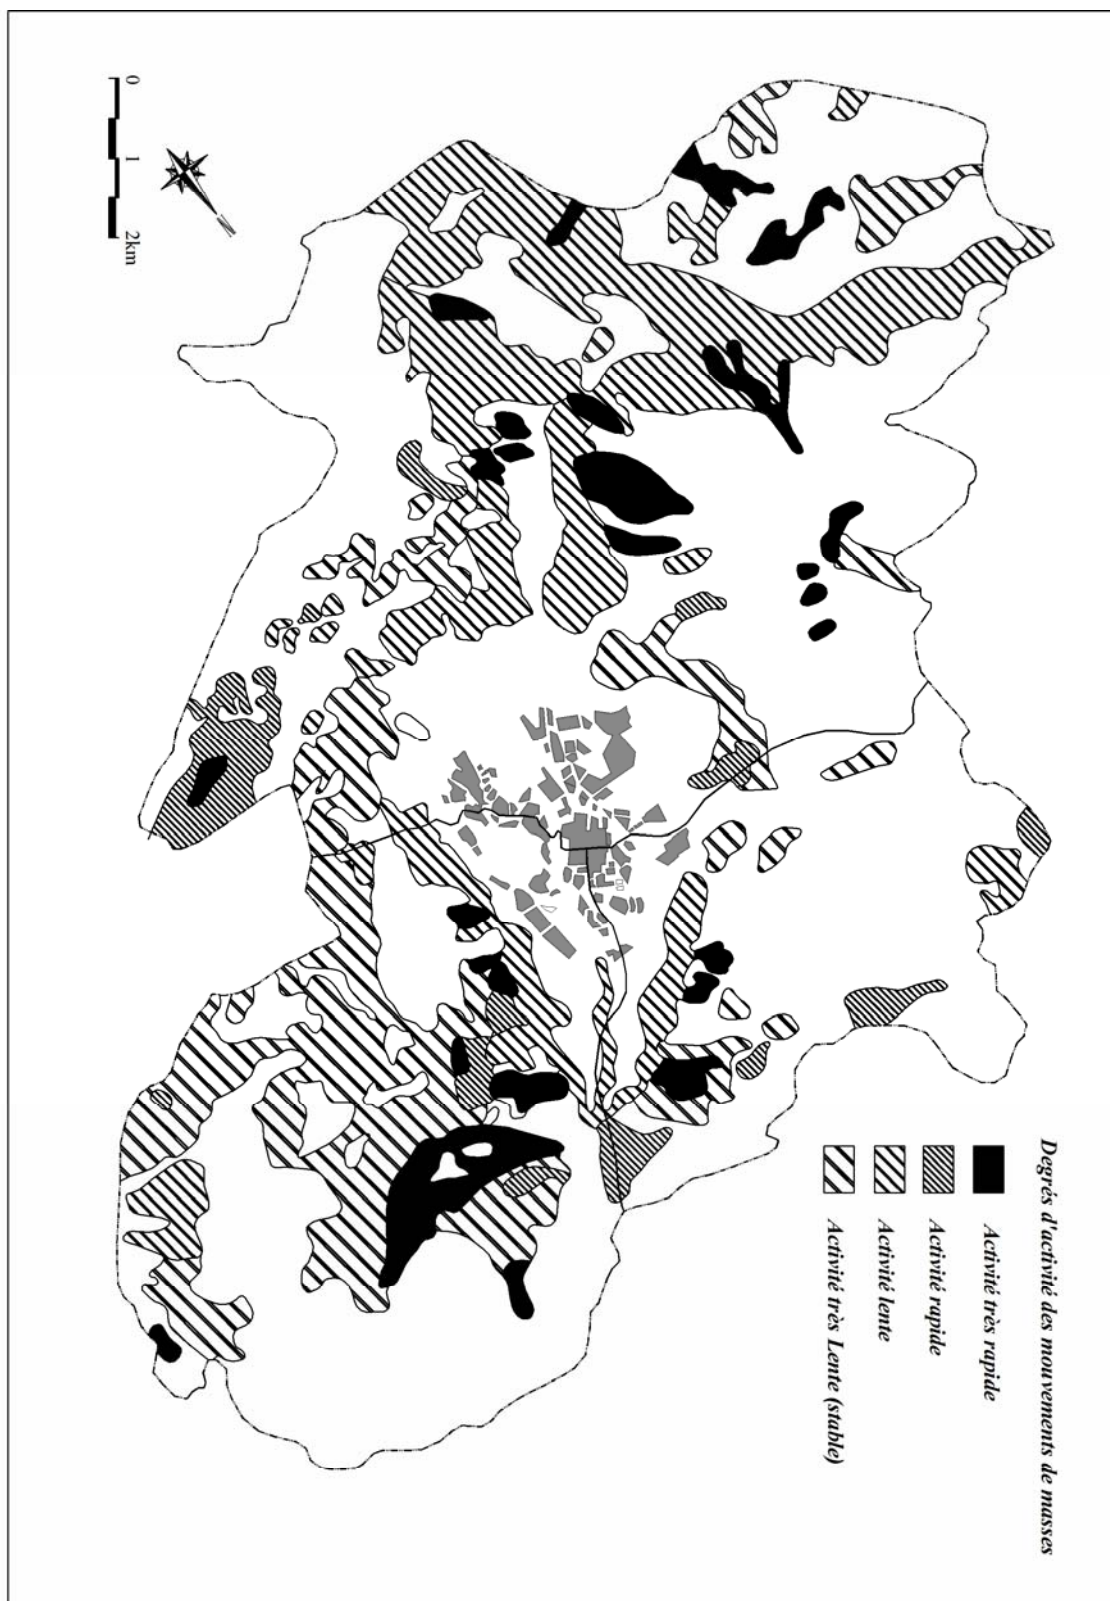 Degrés d'activité des mouvements de masses
Activité très rapide
Activité rapide
Activité lente
Activité très Lente (stable)
0 1 2km